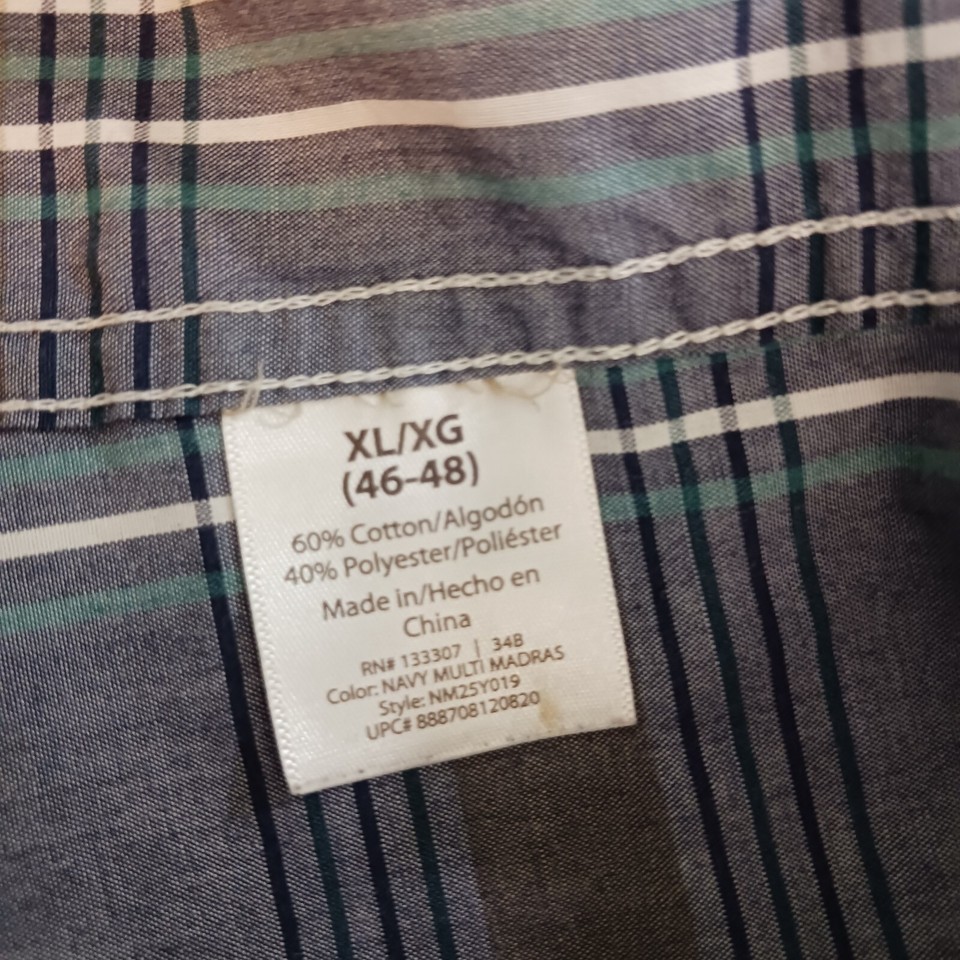 XL/XG
(46-48)
60% Cotton/Algodón
40% Polyester/Poliéster
Made in/Hecho en
China
RN# 133307 | 34B
Color: NAVY MULTI MADRAS
Style: NM25Y019
UPC# 888708120820